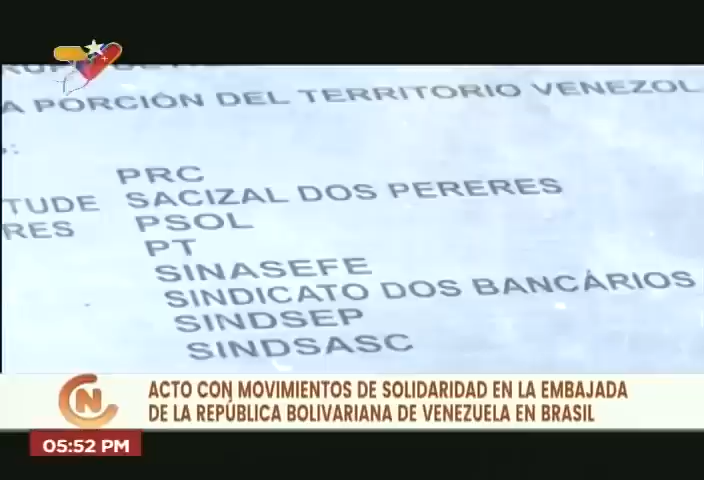 A PORCIÓN DEL TERRITORIO VENEZOL
PRC
TUDE SACIZAL DOS PERERES
RES PSOL
PT
SINASEFE
SINDICATO DOS BANCÁRIOS
SINDSEP
SINDSASC
N
ACTO CON MOVIMIENTOS DE SOLIDARIDAD EN LA EMBAJADA
DE LA REPÚBLICA BOLIVARIANA DE VENEZUELA EN BRASIL
05:52 PM